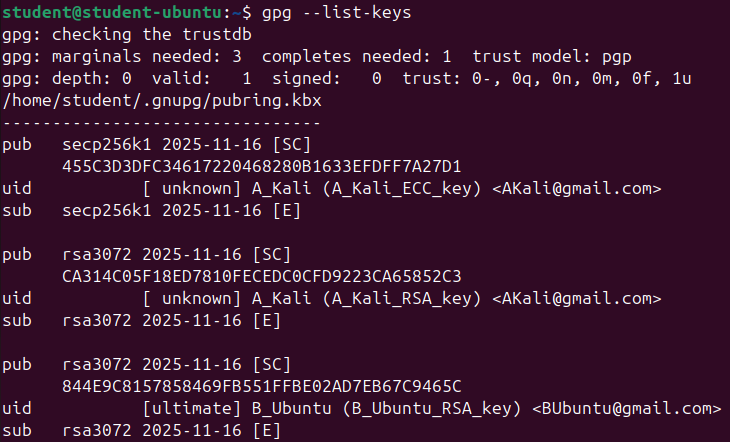 student@student-ubuntu:~$ gpg --list-keys
gpg: checking the trustdb
gpg: marginals needed: 3  completes needed: 1  trust model: pgp
gpg: depth: 0  valid:   1  signed:   0  trust: 0-, 0q, 0n, 0m, 0f, 1u
/home/student/.gnupg/pubring.kbx
--------------------------------
pub   secp256k1 2025-11-16 [SC]
      455C3D3DFC34617220468280B1633EFDFF7A27D1
uid           [ unknown] A_Kali (A_Kali_ECC_key) <AKali@gmail.com>
sub   secp256k1 2025-11-16 [E]

pub   rsa3072 2025-11-16 [SC]
      CA314C05F18ED7810FECEDC0CFD9223CA65852C3
uid           [ unknown] A_Kali (A_Kali_RSA_key) <AKali@gmail.com>
sub   rsa3072 2025-11-16 [E]

pub   rsa3072 2025-11-16 [SC]
      844E9C8157858469FB551FFBE02AD7EB67C9465C
uid           [ultimate] B_Ubuntu (B_Ubuntu_RSA_key) <BUbuntu@gmail.com>
sub   rsa3072 2025-11-16 [E]